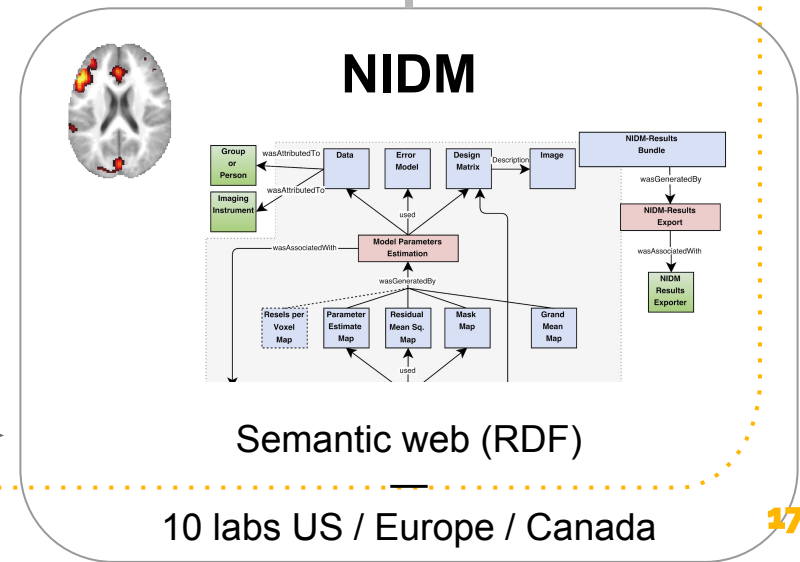 NIDM
NIDM-Results
Bundle
Group
or
Person
wasAttributedTo
Data
Error
Model
Design
Matrix
Description
Image
wasGeneratedBy
wasAttributedTo
Imaging
Instrument
used
NIDM-Results
Export
wasAssociatedWith
Model Parameters
Estimation
wasAssociatedWith
wasGeneratedBy
NIDM
Results
Exporter
Resels per
Voxel
Map
Parameter
Estimate
Map
Residual
Mean Sq.
Map
Mask
Map
Grand
Mean
Map
used
Semantic web (RDF)
10 labs US / Europe / Canada
17